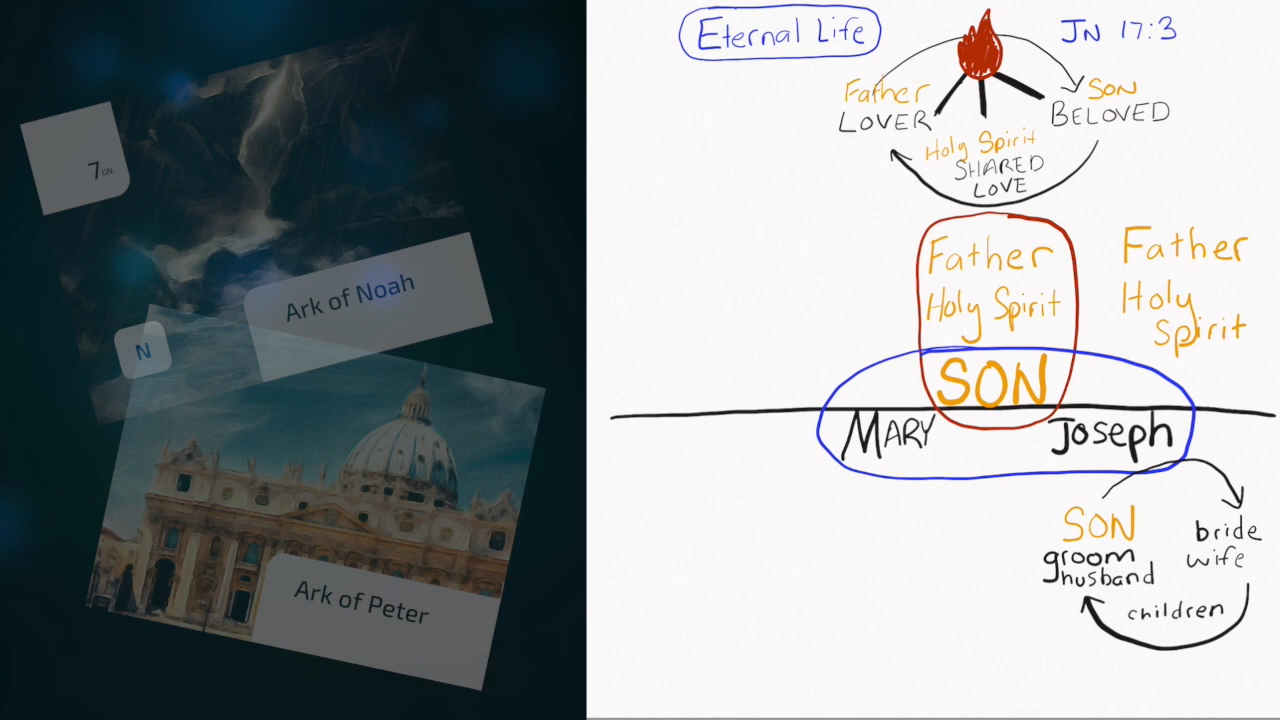 7 GN.
Ark of Noah
N
Ark of Peter
Eternal Life
JN 17:3
Father
LOVER
SON
BELOVED
Holy Spirit
SHARED
LOVE
Father
Holy Spirit
SON
Father
Holy
Spirit
MARY
Joseph
SON
groom
husband
bride
wife
children